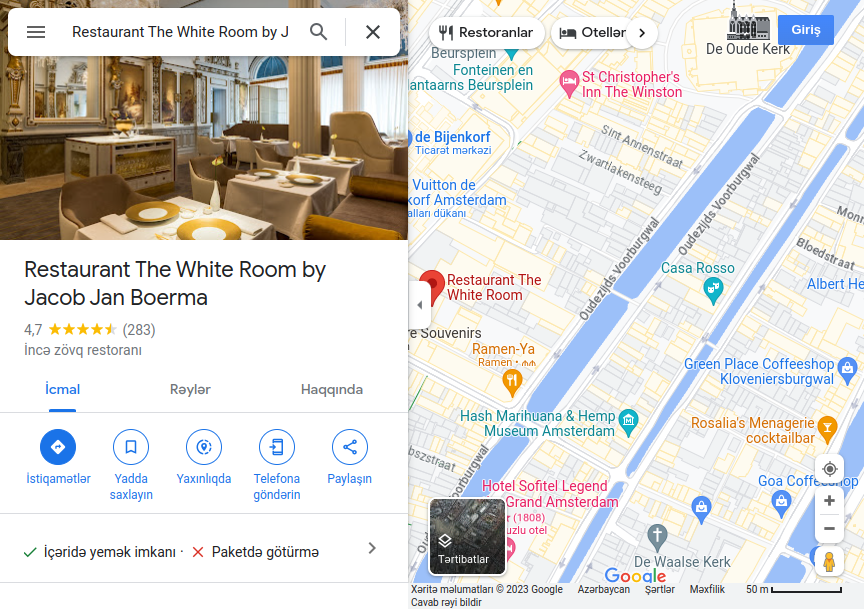 Restaurant The White Room by J
Restaurant The White Room by
Jacob Jan Boerma
4,7
(283)
İncə zövq restoranı
İcmal
Rəylər
Haqqında
İstiqamətlər
Yadda
saxlayın
Yaxınlıqda
Telefona
göndərin
Paylaşın
İçəridə yemək imkanı ·
Paketdə götürmə
Restoranlar
Otellər
Giriş
De Oude Kerk
Beursplein
Fonteinen en
antaarns Beursplein
St Christopher's
Inn The Winston
de Bijenkorf
Ticarət mərkəzi
Sint Annenstraat
Zwartlakensteeg
Vuitton de
korf Amsterdam
alları dükanı
Oudezijds Voorburgwal
Oudezijds Voorburgwal
Mon
Bloedstraat
Casa Rosso
Albert He
Restaurant The
White Room
e Souvenirs
Ramen-Ya
Ramen •
Green Place Coffeeshop
Kloveniersburgwal
Hash Marihuana & Hemp
Museum Amsterdam
Rosalia's Menagerie
cocktailbar
bszstraat
Voorburgwal
Hotel Sofitel Legend
Grand Amsterdam
r (1808)
uzlu otel
Goa Coffeeshop
Tərtibatlar
De Waalse Kerk
Google
Xəritə məlumatları © 2023 Google
Azərbaycan
Şərtlər
Məxfilik
50 m
Cavab rəyi bildir